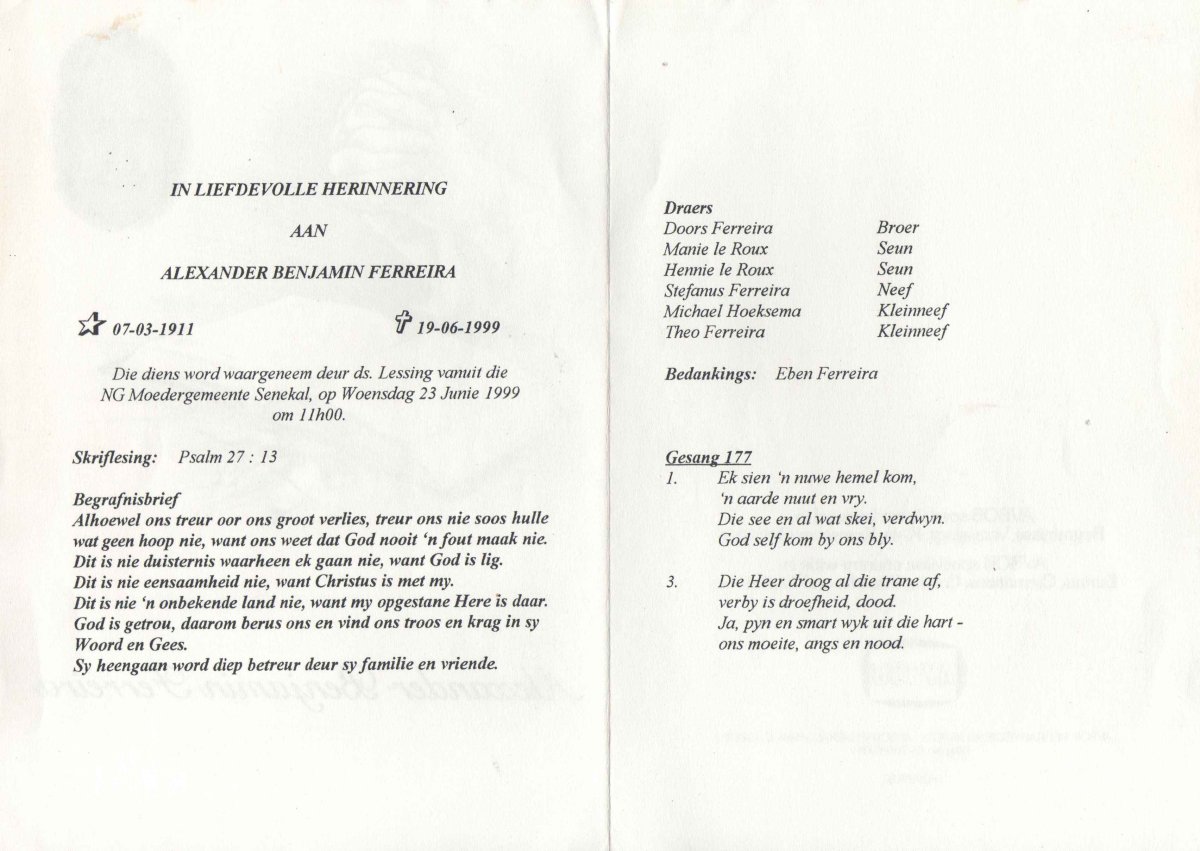 IN LIEFDEVOLLE HERINNERING
AAN
ALEXANDER BENJAMIN FERREIRA
07-03-1911 19-06-1999
Die diens word waargeneem deur ds. Lessing vanuit die
NG Moedergemeente Senekal, op Woensdag 23 Junie 1999
om 11h00.
Skriflesing: Psalm 27 : 13
Begrafnisbrief
Alhoewel ons treur oor ons groot verlies, treur ons nie soos hulle
wat geen hoop nie, want ons weet dat God nooit ‘n fout maak nie.
Dit is nie duisternis waarheen ek gaan nie, want God is lig.
Dit is nie eensaamheid nie, want Christus is met my.
Dit is nie ‘n onbekende land nie, want my opgestane Here is daar.
God is getrou, daarom berus ons en vind ons troos en krag in sy
Woord en Gees.
Sy heengaan word diep betreur deur sy familie en vriende.
Draers
Doors Ferreira Broer
Manie le Roux Seun
Hennie le Roux Seun
Stefanus Ferreira Neef
Michael Hoeksema Kleinneef
Theo Ferreira Kleinneef
Bedankings: Eben Ferreira
Gesang 177
1. Ek sien ‘n nuwe hemel kom,
‘n aarde nuut en vry.
Die see en al wat skei, verdwyn.
God self kom by ons bly.
3. Die Heer droog al die trane af,
verby is droefheid, dood.
Ja, pyn en smart wyk uit die hart -
ons moeite, angs en nood.
Alexander Benjamin Ferreira